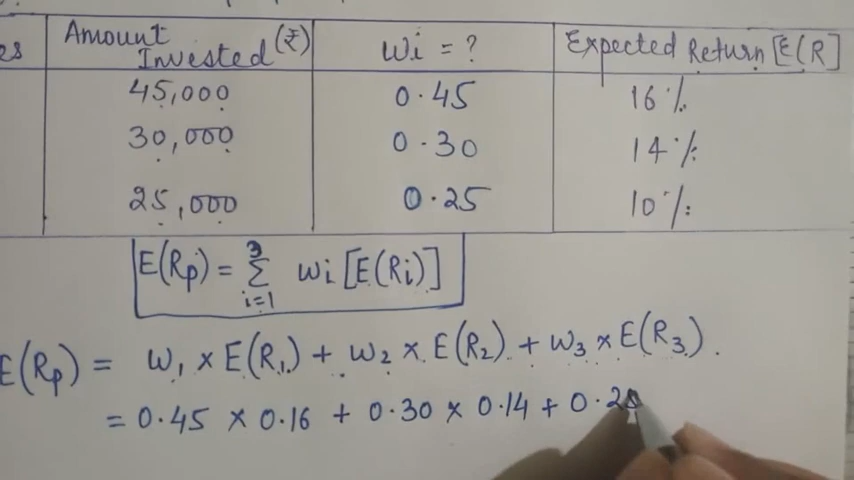 Amount Invested (₹) Wi = ? Expected Return [E(R]
45,000 0.45 16%
30,000 0.30 14%
25,000 0.25 10%
E(Rp) = 3 Σ i=1 wi [E(Ri)]
E(Rp) = W1 × E(R1) + W2 × E(R2) + W3 × E(R3).
= 0.45 × 0.16 + 0.30 × 0.14 + 0.2